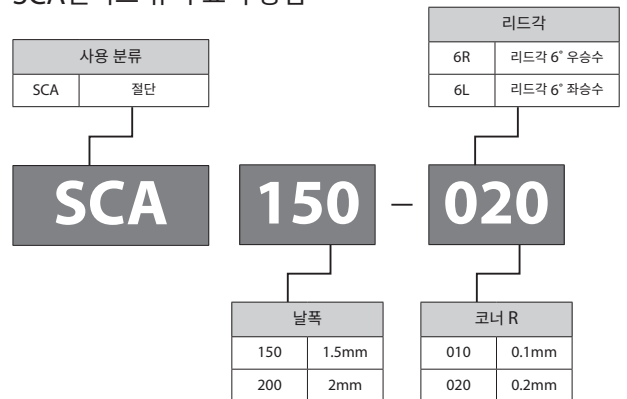 리드각
사용 분류
6R 리드각 6˚ 우승수
SCA 절단
6L 리드각 6˚ 좌승수
SCA 150 – 020
날폭
코너 R
150 1.5mm
010 0.1mm
200 2mm
020 0.2mm